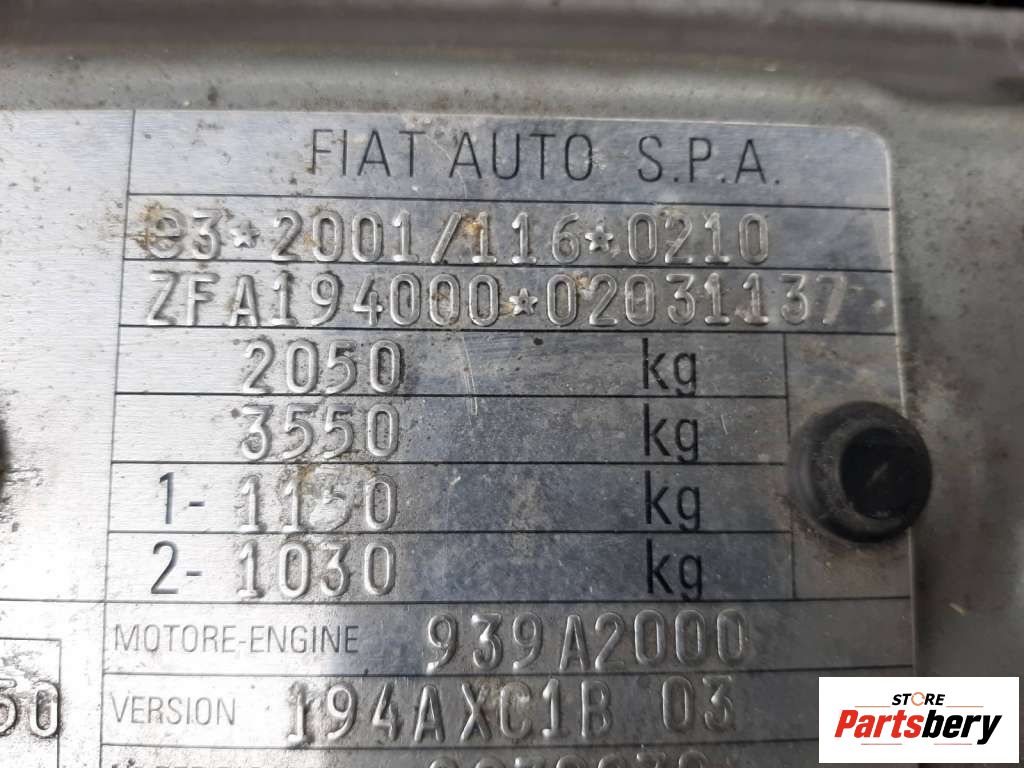 FIAT AUTO S.P.A.
e3*2001/116*0210
ZFA194000*02031137
2050 kg
3550 kg
1- 1150 kg
2- 1030 kg
MOTORE-ENGINE 939A2000
50 VERSION 194AXC1B 03
STORE
Partsbery